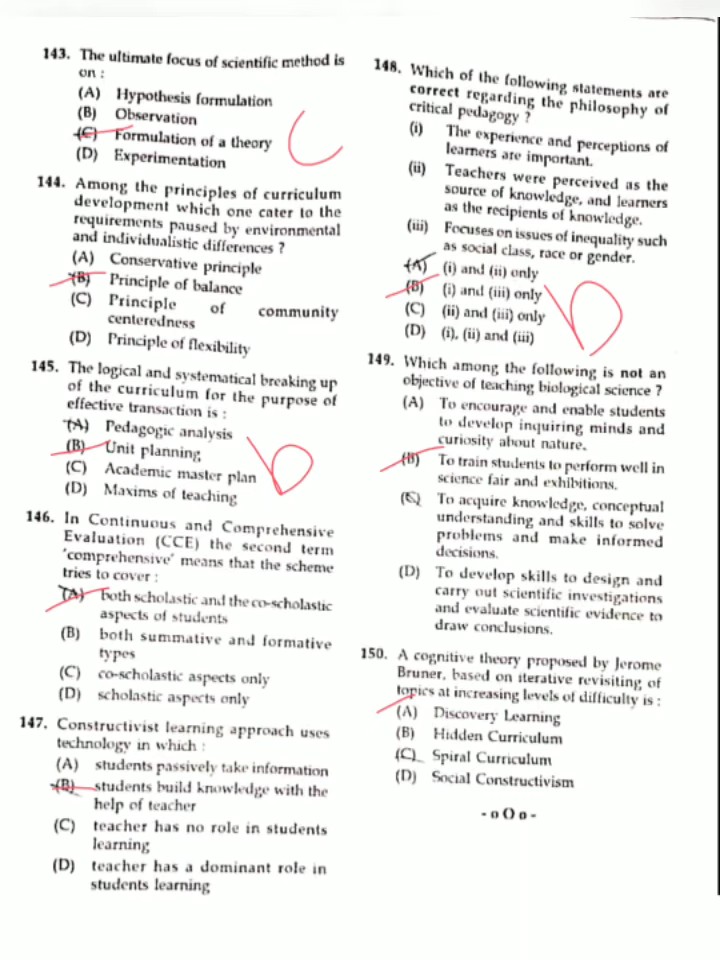 143. The ultimate focus of scientific method is
on :
(A) Hypothesis formulation
(B) Observation
(C) Formulation of a theory
(D) Experimentation
144. Among the principles of curriculum
development which one cater to the
requirements paused by environmental
and individualistic differences ?
(A) Conservative principle
(B) Principle of balance
(C) Principle of community
centeredness
(D) Principle of flexibility
145. The logical and systematical breaking up
of the curriculum for the purpose of
effective transaction is :
(A) Pedagogic analysis
(B) Unit planning
(C) Academic master plan
(D) Maxims of teaching
146. In Continuous and Comprehensive
Evaluation (CCE) the second term
'comprehensive' means that the scheme
tries to cover :
(A) both scholastic and the co-scholastic
aspects of students
(B) both summative and formative
types
(C) co-scholastic aspects only
(D) scholastic aspects only
147. Constructivist learning approach uses
technology in which :
(A) students passively take information
(B) students build knowledge with the
help of teacher
(C) teacher has no role in students
learning
(D) teacher has a dominant role in
students learning
148. Which of the following statements are
correct regarding the philosophy of
critical pedagogy ?
(i) The experience and perceptions of
learners are important.
(ii) Teachers were perceived as the
source of knowledge, and learners
as the recipients of knowledge.
(iii) Focuses on issues of inequality such
as social class, race or gender.
(A) (i) and (ii) only
(B) (i) and (iii) only
(C) (ii) and (iii) only
(D) (i), (ii) and (iii)
149. Which among the following is not an
objective of teaching biological science ?
(A) To encourage and enable students
to develop inquiring minds and
curiosity about nature.
(B) To train students to perform well in
science fair and exhibitions.
(C) To acquire knowledge, conceptual
understanding and skills to solve
problems and make informed
decisions.
(D) To develop skills to design and
carry out scientific investigations
and evaluate scientific evidence to
draw conclusions.
150. A cognitive theory proposed by Jerome
Bruner, based on iterative revisiting of
topics at increasing levels of difficulty is :
(A) Discovery Learning
(B) Hidden Curriculum
(C) Spiral Curriculum
(D) Social Constructivism
- o O o -